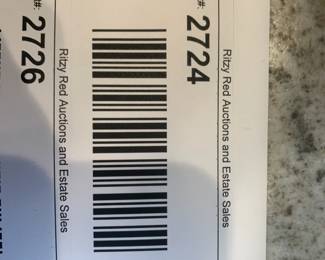 Ritzy Red Auctions and Estate Sales
#: 2724
Ritzy Red Auctions and Estate Sales
#: 2726